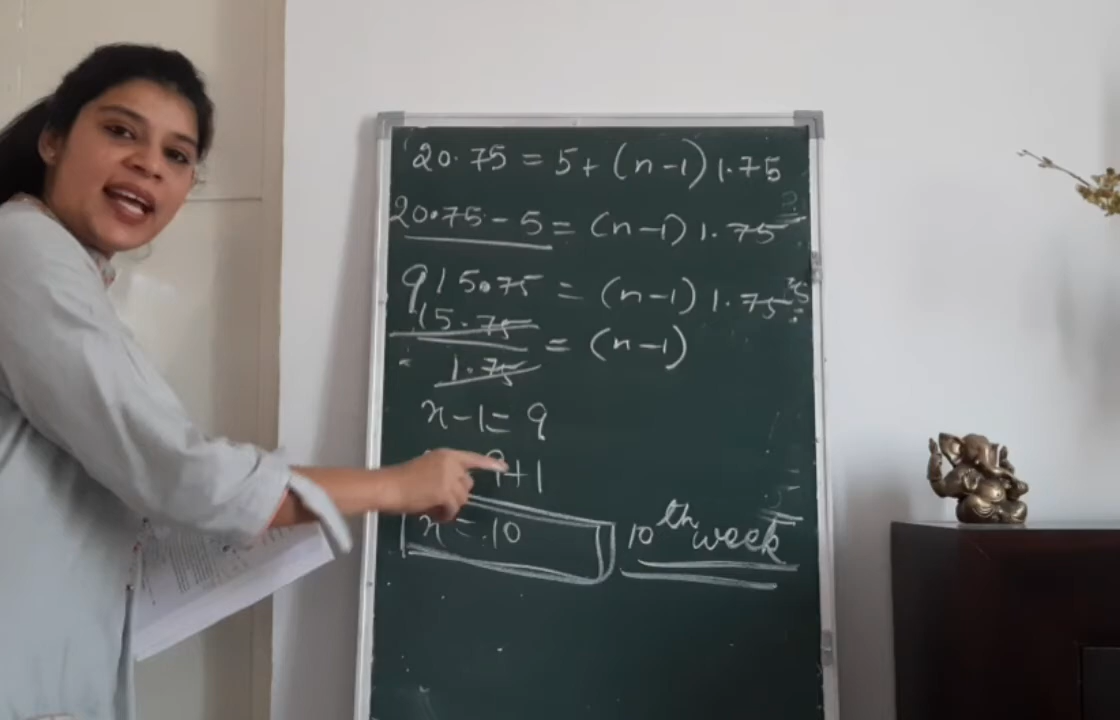 20.75 = 5 + (n-1) 1.75
20.75 - 5 = (n-1) 1.75
9 15.75 = (n-1) 1.75
15.75 = (n-1)
1.75
n-1 = 9
9+1
n = 10
10th week